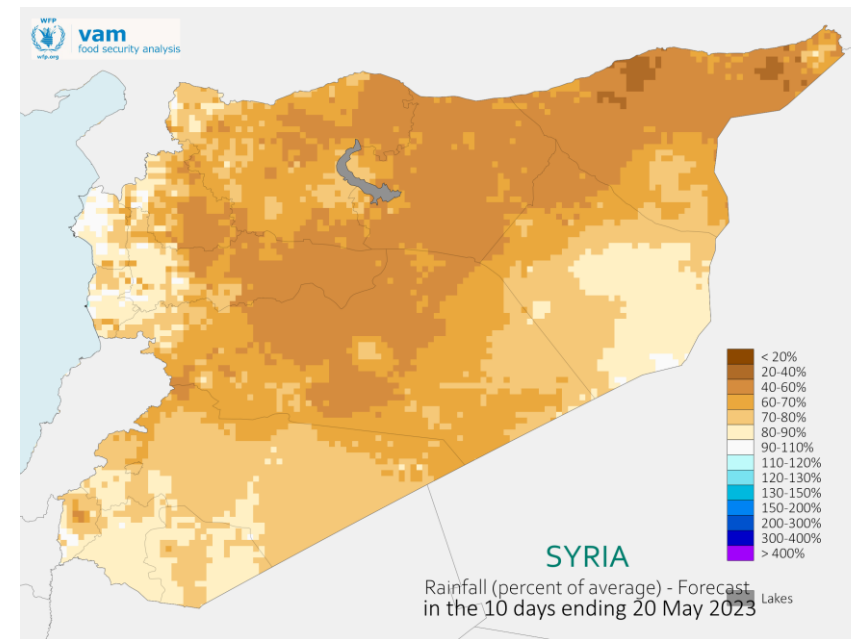 WFP
wfp.org
vam
food security analysis
< 20%
20-40%
40-60%
60-70%
70-80%
80-90%
90-110%
110-120%
120-130%
130-150%
150-200%
200-300%
300-400%
> 400%
SYRIA
Rainfall (percent of average) - Forecast
in the 10 days ending 20 May 2023
Lakes